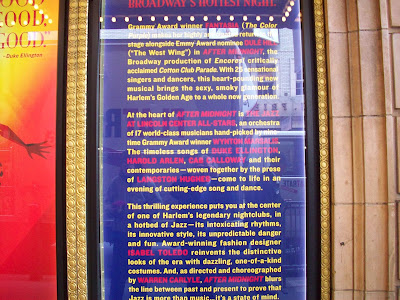 OOD.
GOOD.
—Duke Ellington
BROADWAY'S HOTTEST NIGHT.
Grammy Award winner FANTASIA (The Color
Purple) makes her highly anticipated return to the
stage alongside Emmy Award nominee DULÉ HILL
("The West Wing") in AFTER MIDNIGHT, the
Broadway production of Encores! critically
acclaimed Cotton Club Parade. With 25 sensational
singers and dancers, this heart-pounding new
musical brings the sexy, smoky glamour of
Harlem's Golden Age to a whole new generation.
At the heart of AFTER MIDNIGHT is THE JAZZ
AT LINCOLN CENTER ALL-STARS, an orchestra
of 17 world-class musicians hand-picked by nine-
time Grammy Award winner WYNTON MARSALIS.
The timeless songs of DUKE ELLINGTON,
HAROLD ARLEN, CAB CALLOWAY and their
contemporaries—woven together by the prose
of LANGSTON HUGHES—come to life in an
evening of cutting-edge song and dance.
This thrilling experience puts you at the center
of one of Harlem's legendary nightclubs, in
a hotbed of Jazz—its intoxicating rhythms,
its innovative style, its unpredictable danger
and fun. Award-winning fashion designer
ISABEL TOLEDO reinvents the distinctive
looks of the era with dazzling, one-of-a-kind
costumes. And, as directed and choreographed
by WARREN CARLYLE, AFTER MIDNIGHT blurs
the line between past and present to prove that
Jazz is more than music...it's a state of mind.